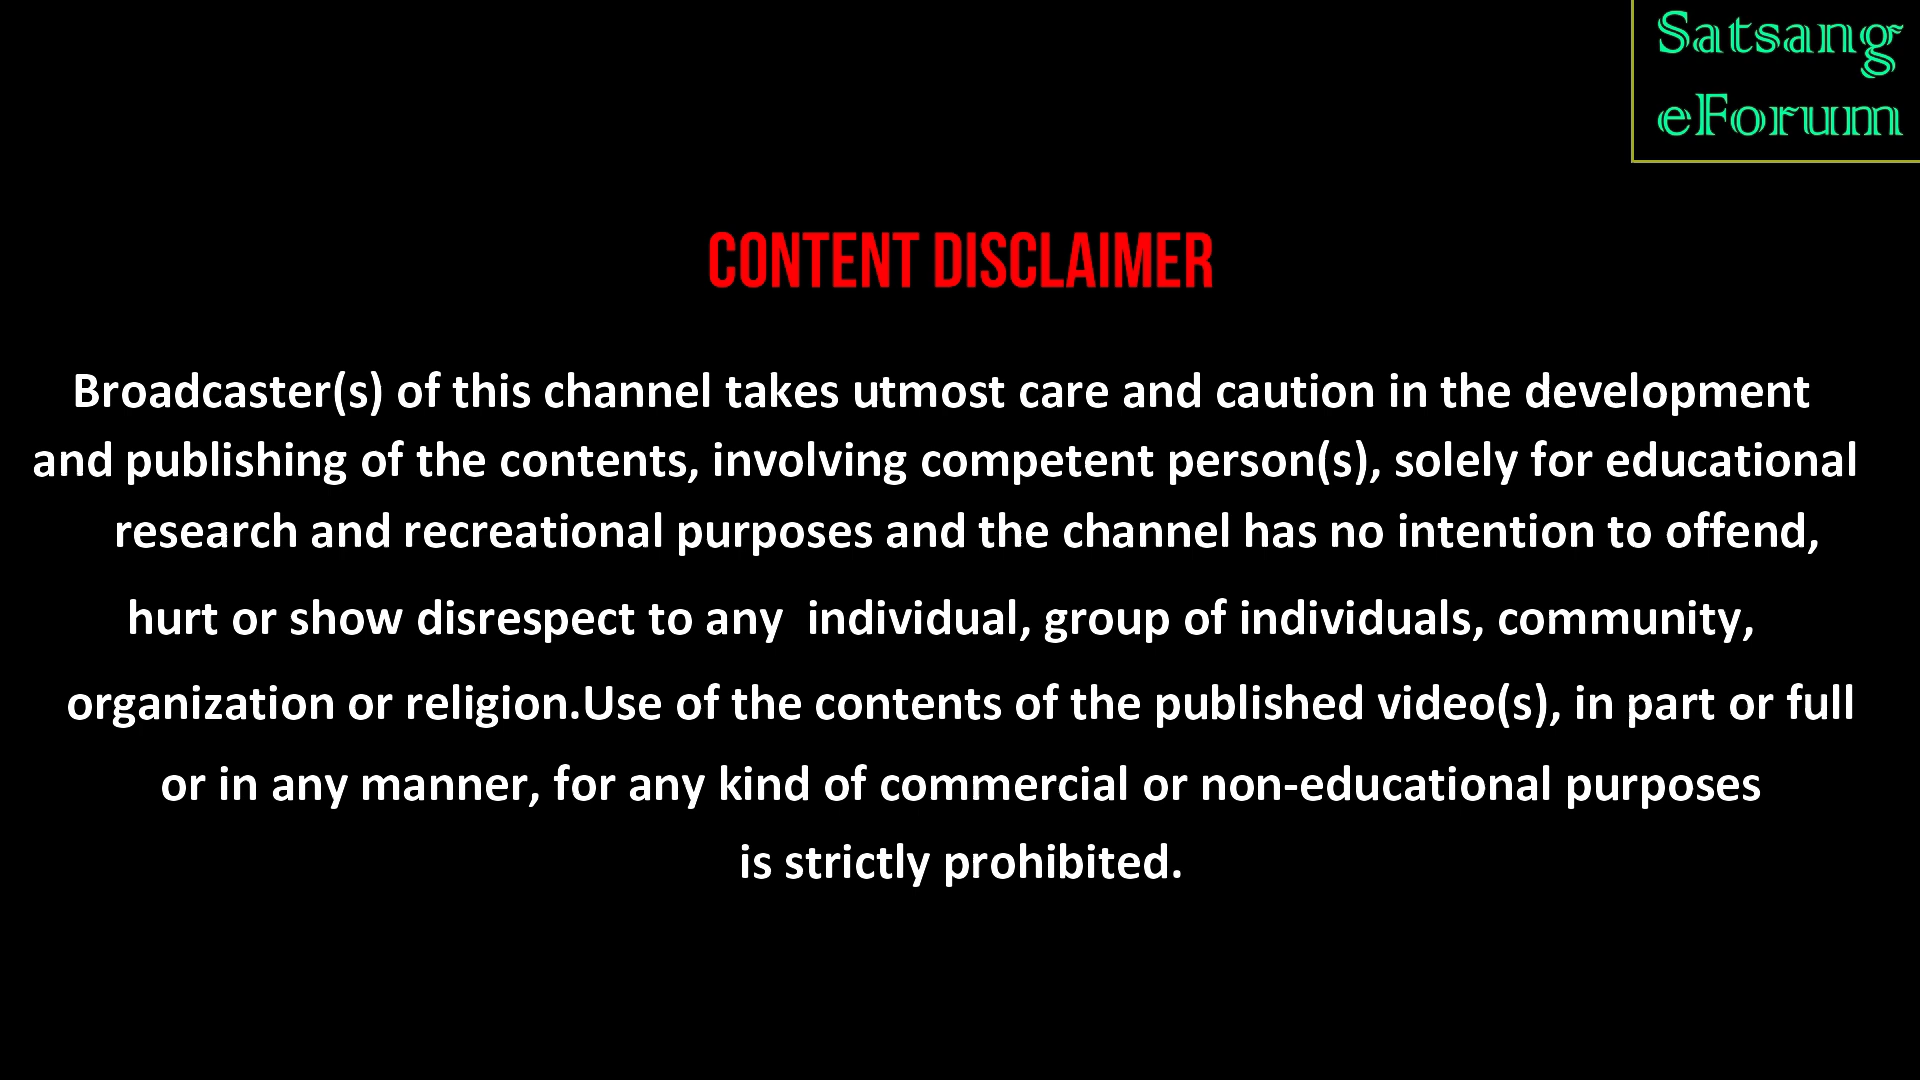 Satsang
eForum
CONTENT DISCLAIMER
Broadcaster(s) of this channel takes utmost care and caution in the development
and publishing of the contents, involving competent person(s), solely for educational
research and recreational purposes and the channel has no intention to offend,
hurt or show disrespect to any  individual, group of individuals, community,
organization or religion.Use of the contents of the published video(s), in part or full
or in any manner, for any kind of commercial or non-educational purposes
is strictly prohibited.